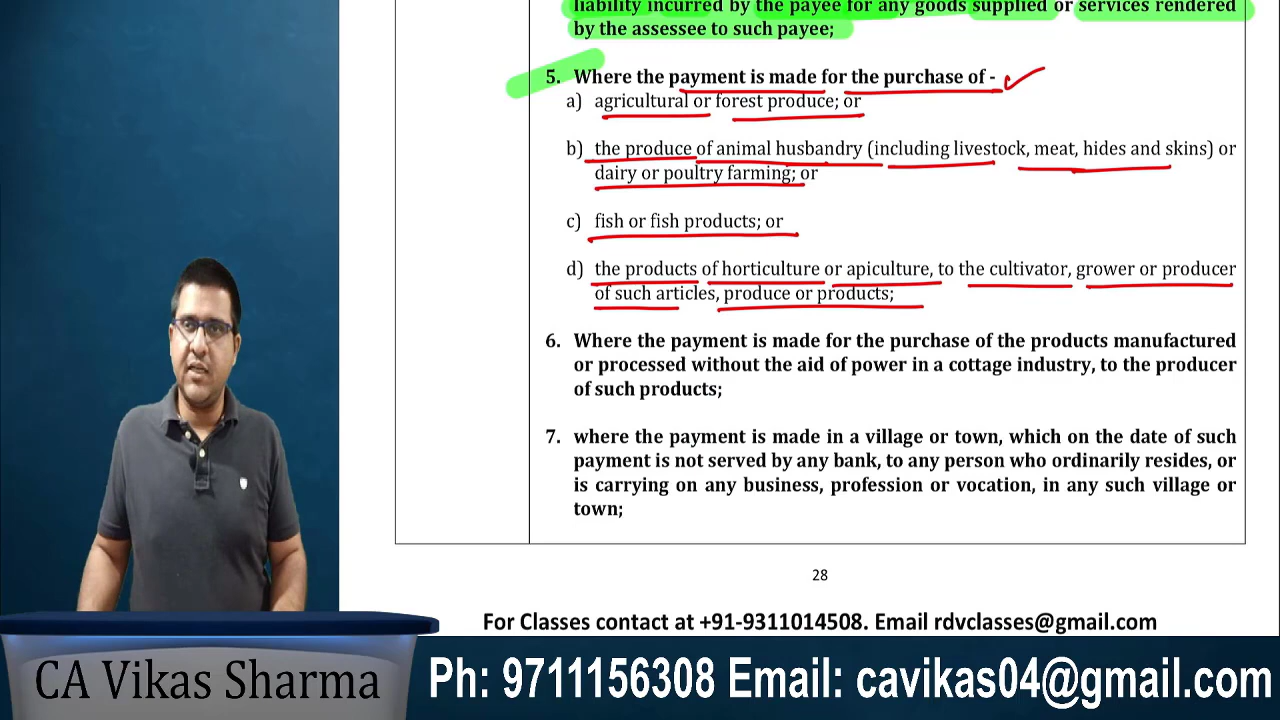 liability incurred by the payee for any goods supplied or services rendered
by the assessee to such payee;
5. Where the payment is made for the purchase of -
a) agricultural or forest produce; or
b) the produce of animal husbandry (including livestock, meat, hides and skins) or
dairy or poultry farming; or
c) fish or fish products; or
d) the products of horticulture or apiculture, to the cultivator, grower or producer
of such articles, produce or products;
6. Where the payment is made for the purchase of the products manufactured
or processed without the aid of power in a cottage industry, to the producer
of such products;
7. where the payment is made in a village or town, which on the date of such
payment is not served by any bank, to any person who ordinarily resides, or
is carrying on any business, profession or vocation, in any such village or
town;
28
For Classes contact at +91-9311014508. Email rdvclasses@gmail.com
CA Vikas Sharma
Ph: 9711156308 Email: cavikas04@gmail.com